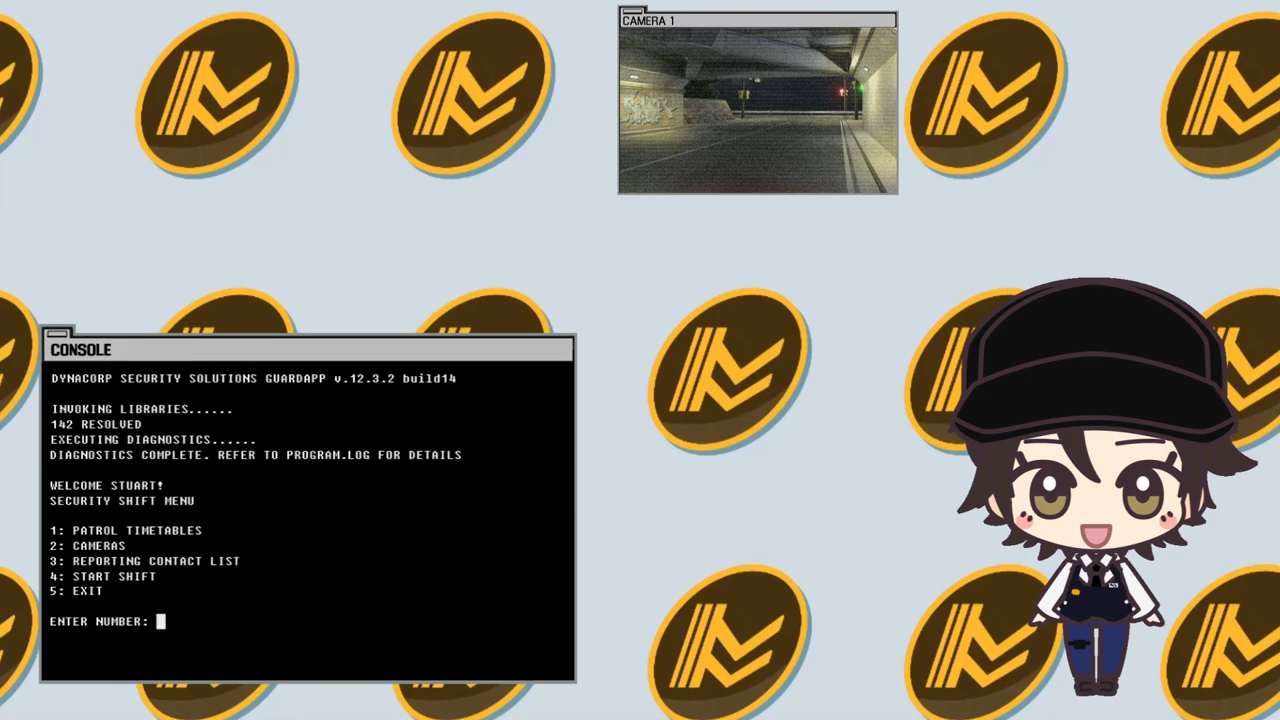 CAMERA 1
CONSOLE
DYNACORP SECURITY SOLUTIONS GUARDAPP v.12.3.2 build14
INVOKING LIBRARIES......
142 RESOLVED
EXECUTING DIAGNOSTICS......
DIAGNOSTICS COMPLETE. REFER TO PROGRAM.LOG FOR DETAILS
WELCOME STUART!
SECURITY SHIFT MENU
1: PATROL TIMETABLES
2: CAMERAS
3: REPORTING CONTACT LIST
4: START SHIFT
5: EXIT
ENTER NUMBER: